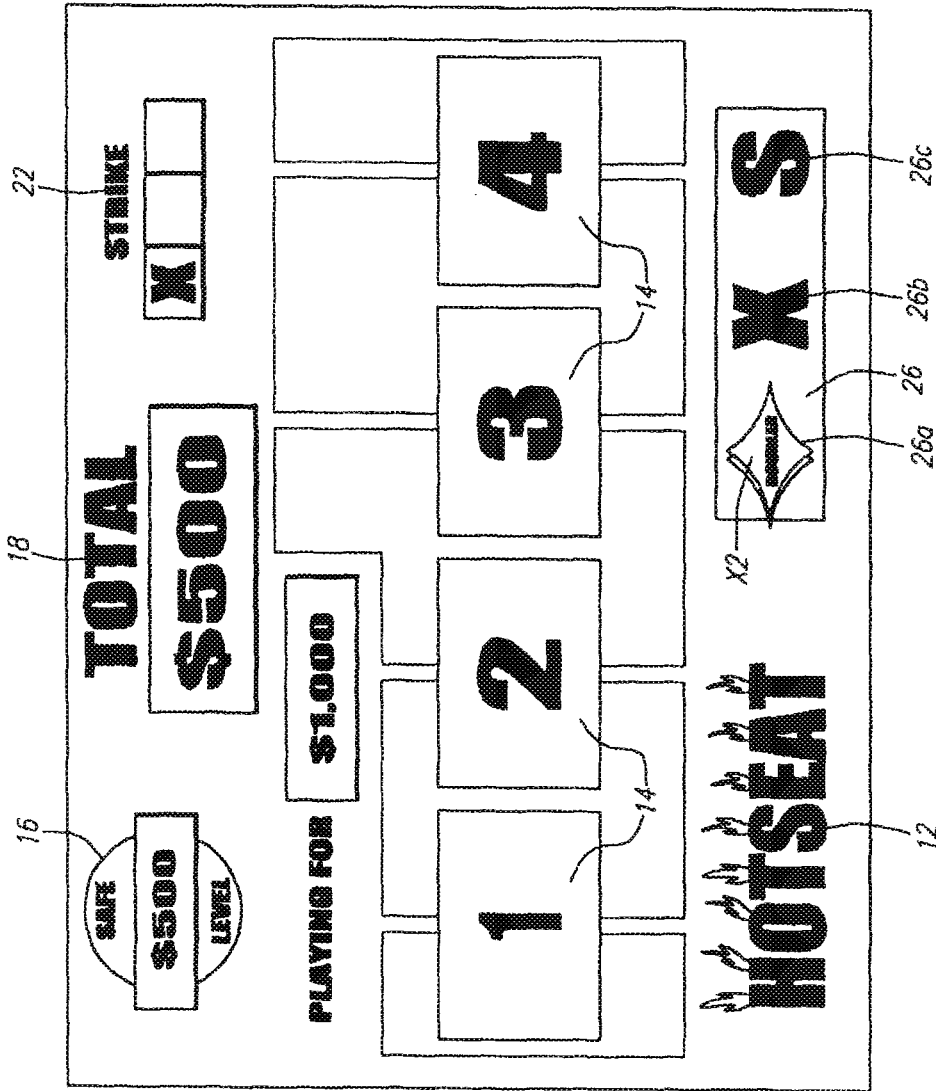 16
18
22
SAFE
$500
LEVEL
TOTAL
$500
STRIKE
X
PLAYING FOR $1,000
1 2 3 4
14 14
HOTSEAT
X2
X S
12
26a 26 26b 26c